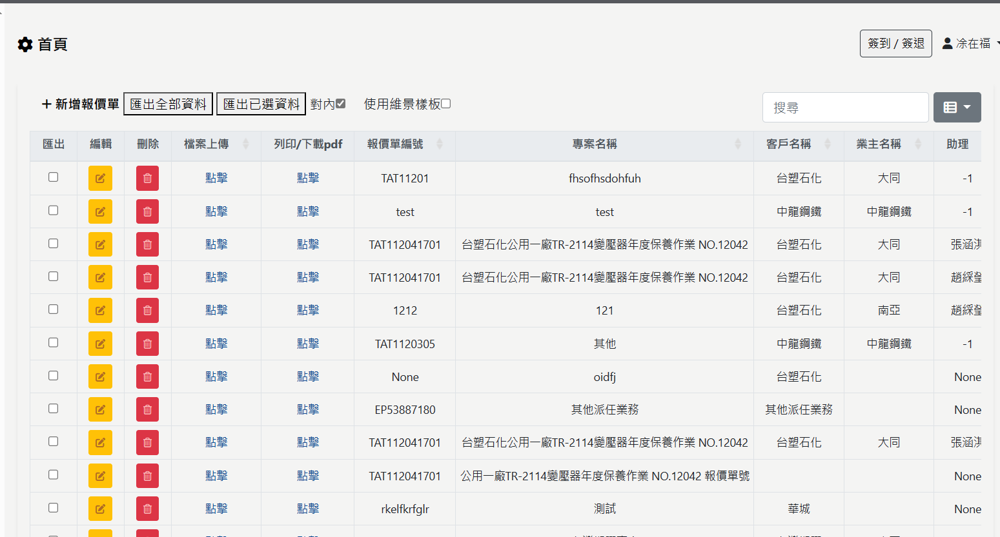 首頁
簽到 / 簽退
凃在福
新增報價單 匯出全部資料 匯出已選資料 對內 使用維景樣板
搜尋
匯出 編輯 刪除 檔案上傳 列印/下載pdf 報價單編號 專案名稱 客戶名稱 業主名稱 助理
點擊 點擊 TAT11201 fhsofhsdohfuh 台塑石化 大同 -1
點擊 點擊 test test 中龍鋼鐵 中龍鋼鐵 -1
點擊 點擊 TAT112041701 台塑石化公用一廠TR-2114變壓器年度保養作業 NO.12042 台塑石化 大同 張涵淇
點擊 點擊 TAT112041701 台塑石化公用一廠TR-2114變壓器年度保養作業 NO.12042 台塑石化 大同 趙綵瑩
點擊 點擊 1212 121 台塑石化 南亞 趙綵瑩
點擊 點擊 TAT1120305 其他 中龍鋼鐵 中龍鋼鐵 -1
點擊 點擊 None oidfj 台塑石化 None
點擊 點擊 EP53887180 其他派任業務 其他派任業務 None
點擊 點擊 TAT112041701 台塑石化公用一廠TR-2114變壓器年度保養作業 NO.12042 台塑石化 大同 張涵淇
點擊 點擊 TAT112041701 公用一廠TR-2114變壓器年度保養作業 NO.12042 報價單號 None
點擊 點擊 rkelfkrfglr 測試 華城 None